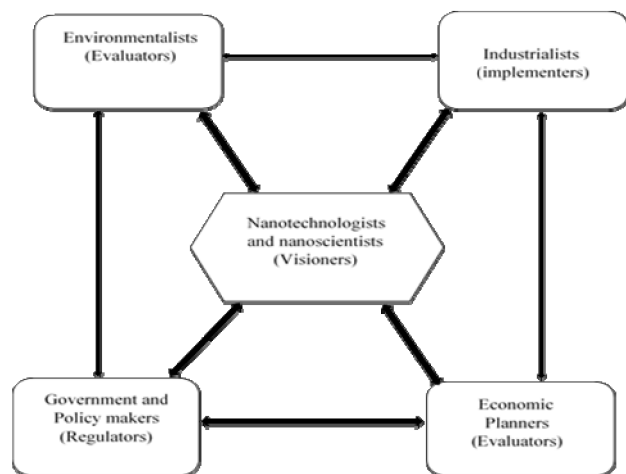 Environmentalists
(Evaluators)
Industrialists
(implementers)
Nanotechnologists
and nanoscientists
(Visioners)
Government and
Policy makers
(Regulators)
Economic
Planners
(Evaluators)